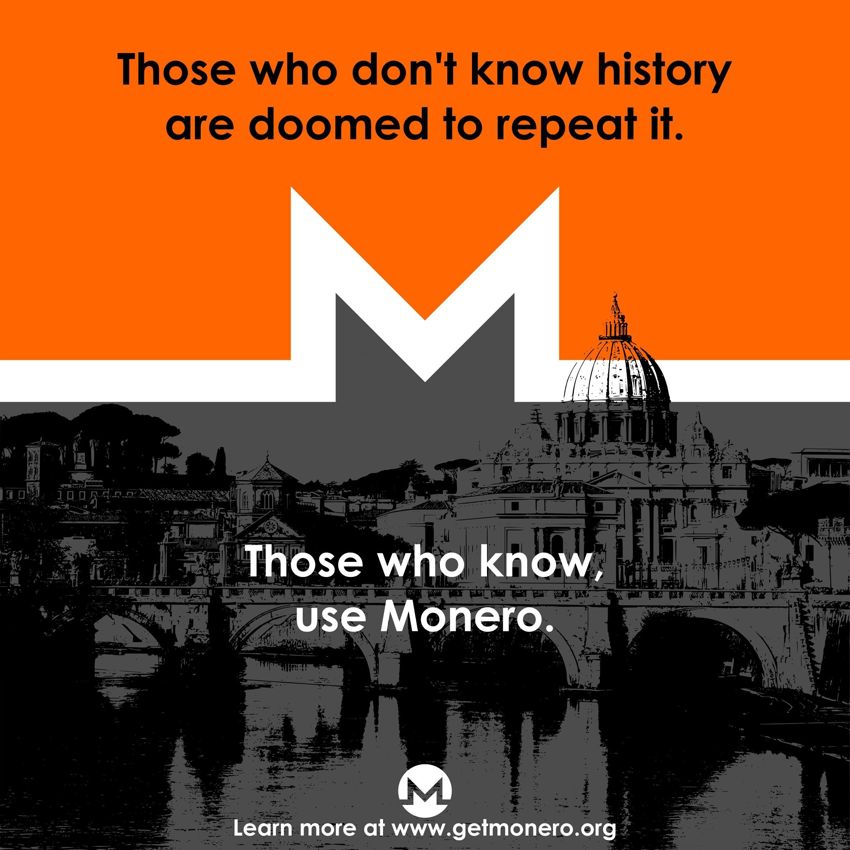 Those who don't know history
are doomed to repeat it.
Those who know,
use Monero.
Learn more at www.getmonero.org